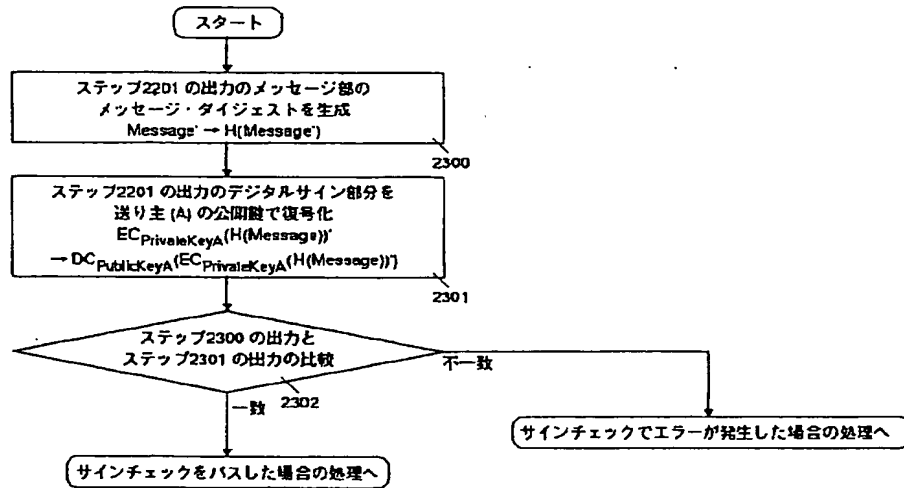 スタート
ステップ2201 の出力のメッセージ部の
メッセージ・ダイジェストを生成
Message' → H(Message')
2300
ステップ2201 の出力のデジタルサイン部分を
送り主 (A) の公開鍵で復号化
EC_PrivateKeyA(H(Message))'
→ DC_PublicKeyA(EC_PrivateKeyA(H(Message))')
2301
ステップ2300 の出力と
ステップ2301 の出力の比較
2302
不一致
一致
サインチェックでエラーが発生した場合の処理へ
サインチェックをパスした場合の処理へ